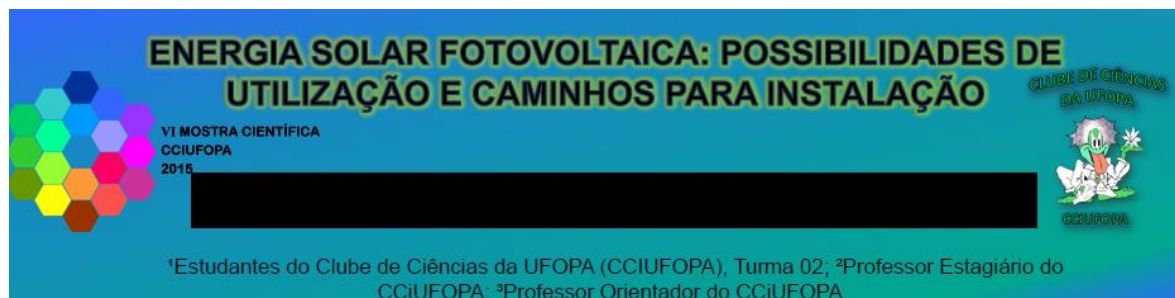 ENERGIA SOLAR FOTOVOLTAICA: POSSIBILIDADES DE
UTILIZAÇÃO E CAMINHOS PARA INSTALAÇÃO
CLUBE DE CIÊNCIAS
DA UFOPA
VI MOSTRA CIENTÍFICA
CCIUFOPA
2015
CCIUFOPA
¹Estudantes do Clube de Ciências da UFOPA (CCIUFOPA), Turma 02; ²Professor Estagiário do
CCiUFOPA; ³Professor Orientador do CCiUFOPA